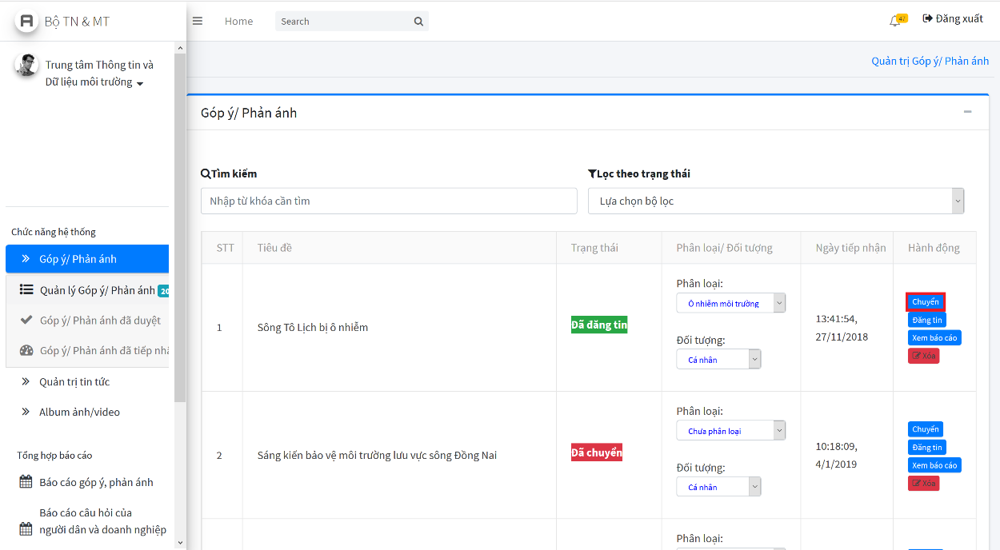 Bộ TN & MT
Home
Search
47
Đăng xuất
Trung tâm Thông tin và
Dữ liệu môi trường
Quản trị Góp ý/ Phản ánh
Góp ý/ Phản ánh
Tìm kiếm
Lọc theo trạng thái
Nhập từ khóa cần tìm
Lựa chọn bộ lọc
Chức năng hệ thống
Góp ý/ Phản ánh
Quản lý Góp ý/ Phản ánh 20
Góp ý/ Phản ánh đã duyệt
Góp ý/ Phản ánh đã tiếp nhậ
Quản trị tin tức
Album ảnh/video
Tổng hợp báo cáo
Báo cáo góp ý, phản ánh
Báo cáo câu hỏi của
người dân và doanh nghiệp
STT Tiêu đề Trạng thái Phân loại/ Đối tượng Ngày tiếp nhận Hành động
1
Sông Tô Lịch bị ô nhiễm
Đã đăng tin
Phân loại:
Ô nhiễm môi trường
Đối tượng:
Cá nhân
13:41:54,
27/11/2018
Chuyển
Đăng tin
Xem báo cáo
Xóa
2
Sáng kiến bảo vệ môi trường lưu vực sông Đồng Nai
Đã chuyển
Phân loại:
Chưa phân loại
Đối tượng:
Cá nhân
10:18:09,
4/1/2019
Chuyển
Đăng tin
Xem báo cáo
Xóa
Phân loại: